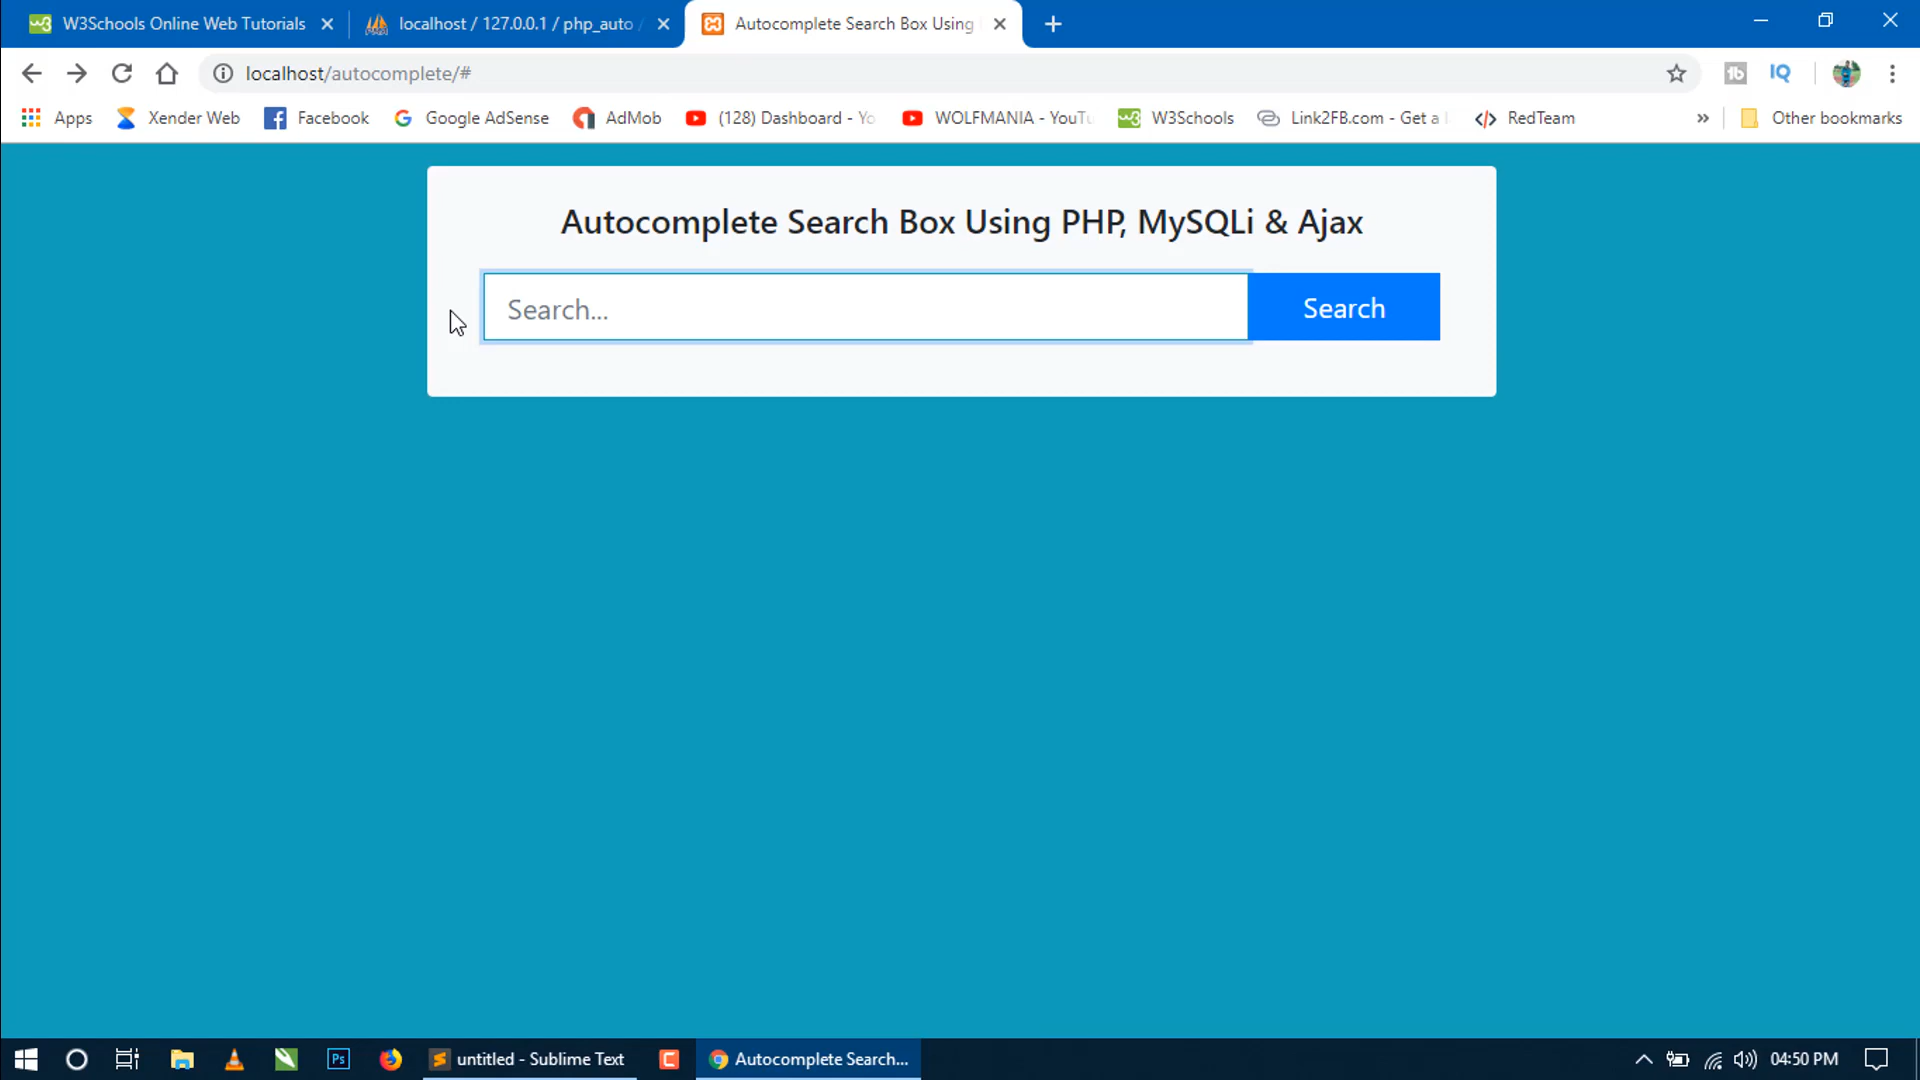 W3Schools Online Web Tutorials
localhost / 127.0.0.1 / php_auto
Autocomplete Search Box Using
localhost/autocomplete/#
Apps
Xender Web
Facebook
Google AdSense
AdMob
(128) Dashboard - Yo
WOLFMANIA - YouTu
W3Schools
Link2FB.com - Get a
RedTeam
»
Other bookmarks
Autocomplete Search Box Using PHP, MySQLi & Ajax
Search...
Search
untitled - Sublime Text
Autocomplete Search...
04:50 PM